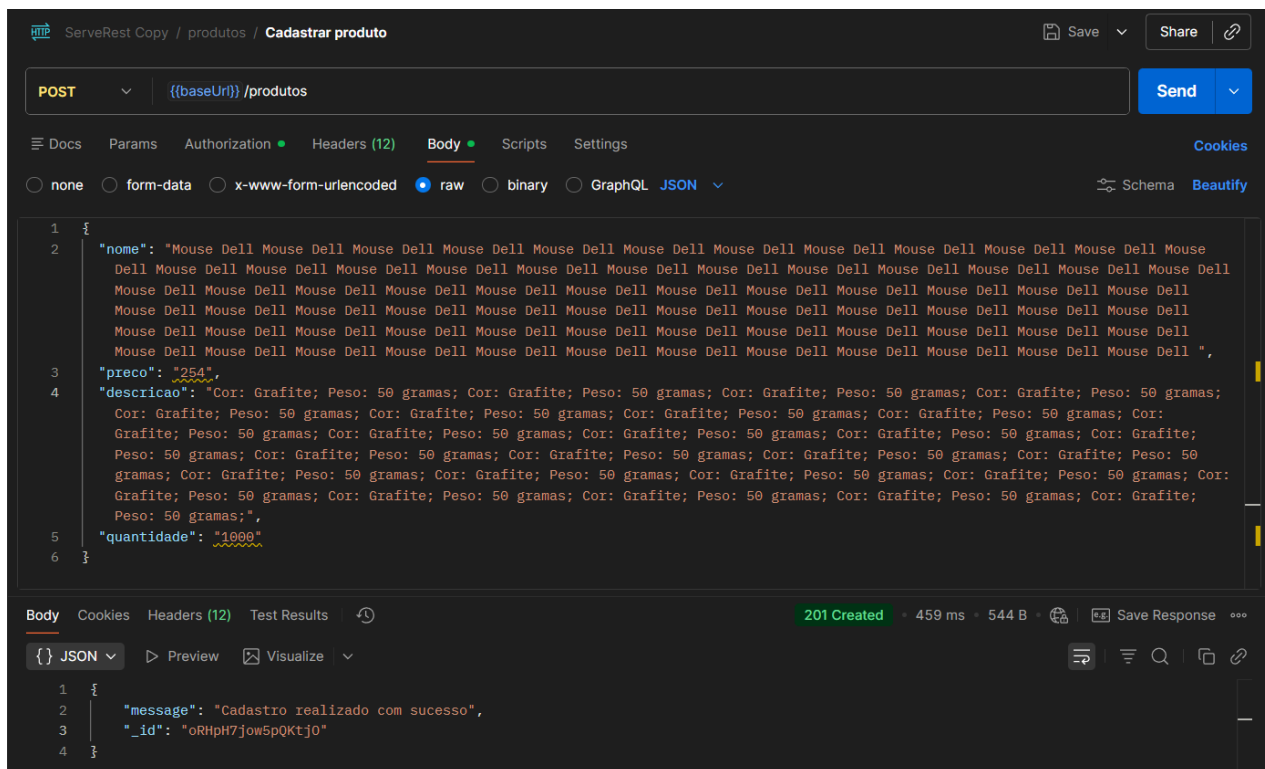 HTTP ServeRest Copy / produtos / Cadastrar produto Save Share
POST {{baseUrl}} /produtos Send
Docs Params Authorization Headers (12) Body Scripts Settings Cookies
none form-data x-www-form-urlencoded raw binary GraphQL JSON Schema Beautify
1 {
2 "nome": "Mouse Dell Mouse Dell Mouse Dell Mouse Dell Mouse Dell Mouse Dell Mouse Dell Mouse Dell Mouse Dell Mouse Dell Mouse Dell Mouse
Dell Mouse Dell Mouse Dell Mouse Dell Mouse Dell Mouse Dell Mouse Dell Mouse Dell Mouse Dell Mouse Dell Mouse Dell Mouse Dell Mouse Dell
Mouse Dell Mouse Dell Mouse Dell Mouse Dell Mouse Dell Mouse Dell Mouse Dell Mouse Dell Mouse Dell Mouse Dell Mouse Dell Mouse Dell
Mouse Dell Mouse Dell Mouse Dell Mouse Dell Mouse Dell Mouse Dell Mouse Dell Mouse Dell Mouse Dell Mouse Dell Mouse Dell Mouse Dell
Mouse Dell Mouse Dell Mouse Dell Mouse Dell Mouse Dell Mouse Dell Mouse Dell Mouse Dell Mouse Dell Mouse Dell Mouse Dell Mouse Dell
Mouse Dell Mouse Dell Mouse Dell Mouse Dell Mouse Dell Mouse Dell Mouse Dell Mouse Dell Mouse Dell Mouse Dell Mouse Dell Mouse Dell ",
3 "preco": "254",
4 "descricao": "Cor: Grafite; Peso: 50 gramas; Cor: Grafite; Peso: 50 gramas; Cor: Grafite; Peso: 50 gramas; Cor: Grafite; Peso: 50 gramas;
Cor: Grafite; Peso: 50 gramas; Cor: Grafite; Peso: 50 gramas; Cor: Grafite; Peso: 50 gramas; Cor: Grafite; Peso: 50 gramas; Cor:
Grafite; Peso: 50 gramas; Cor: Grafite; Peso: 50 gramas; Cor: Grafite; Peso: 50 gramas; Cor: Grafite; Peso: 50 gramas; Cor: Grafite;
Peso: 50 gramas; Cor: Grafite; Peso: 50 gramas; Cor: Grafite; Peso: 50 gramas; Cor: Grafite; Peso: 50 gramas; Cor: Grafite; Peso: 50
gramas; Cor: Grafite; Peso: 50 gramas; Cor: Grafite; Peso: 50 gramas; Cor: Grafite; Peso: 50 gramas; Cor: Grafite; Peso: 50 gramas; Cor:
Grafite; Peso: 50 gramas; Cor: Grafite; Peso: 50 gramas; Cor: Grafite; Peso: 50 gramas; Cor: Grafite; Peso: 50 gramas; Cor: Grafite;
Peso: 50 gramas;",
5 "quantidade": "1000"
6 }
Body Cookies Headers (12) Test Results 201 Created 459 ms 544 B e.g. Save Response
{} JSON Preview Visualize
1 {
2 "message": "Cadastro realizado com sucesso",
3 "_id": "oRHpH7jow5pQKtjO"
4 }